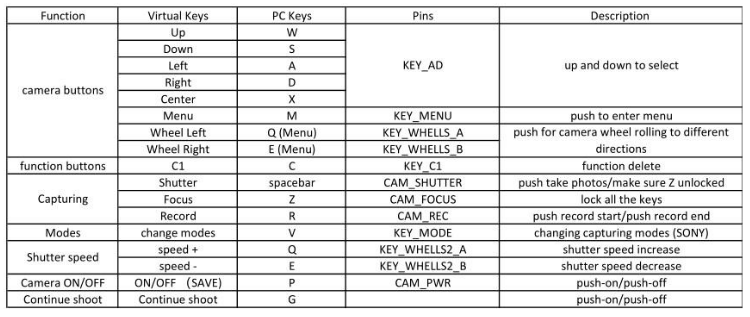 Function Virtual Keys PC Keys Pins Description
camera buttons Up W KEY_AD up and down to select
Down S
Left A
Right D
Center X
Menu M KEY_MENU push to enter menu
Wheel Left Q (Menu) KEY_WHELLS_A push for camera wheel rolling to different directions
Wheel Right E (Menu) KEY_WHELLS_B
function buttons C1 C KEY_C1 function delete
Capturing Shutter spacebar CAM_SHUTTER push take photos/make sure Z unlocked
Focus Z CAM_FOCUS lock all the keys
Record R CAM_REC push record start/push record end
Modes change modes V KEY_MODE changing capturing modes (SONY)
Shutter speed speed + Q KEY_WHELLS2_A shutter speed increase
speed - E KEY_WHELLS2_B shutter speed decrease
Camera ON/OFF ON/OFF (SAVE) P CAM_PWR push-on/push-off
Continue shoot Continue shoot G push-on/push-off